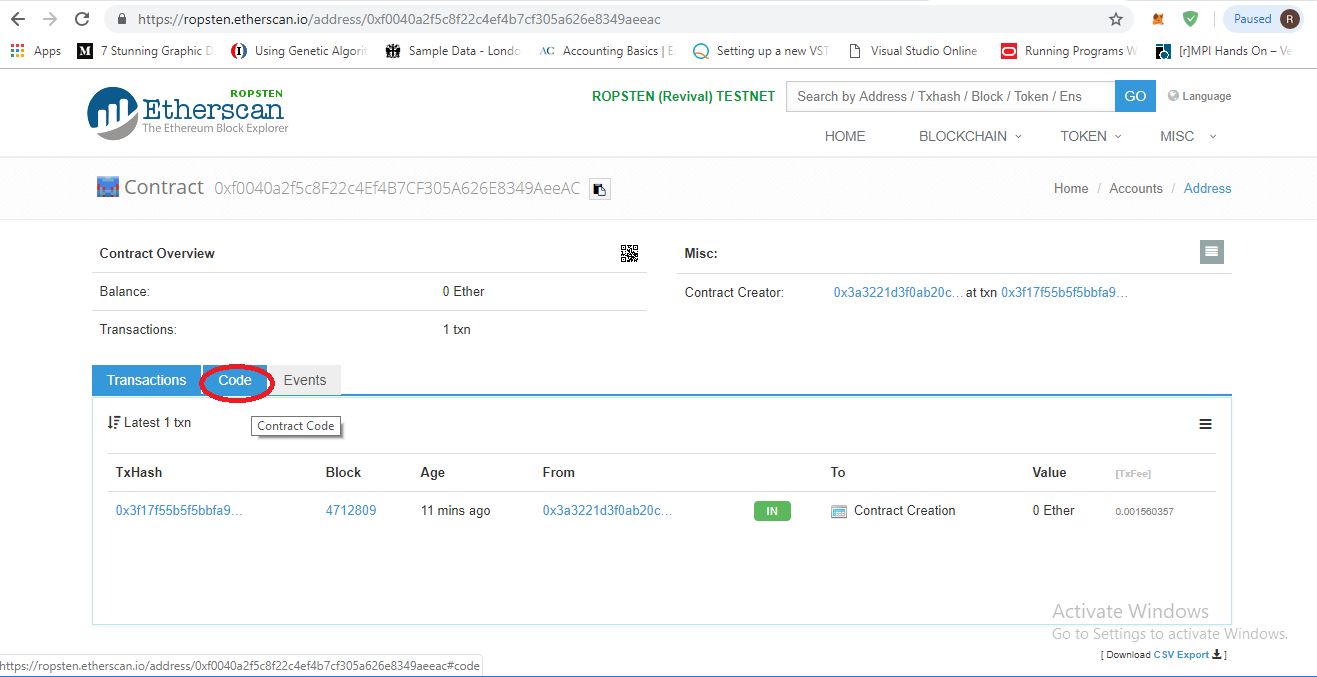 https://ropsten.etherscan.io/address/0xf0040a2f5c8f22c4ef4b7cf305a626e8349aeeac
Paused R
Apps M 7 Stunning Graphic D Using Genetic Algorit Sample Data - Londo AC Accounting Basics | E Setting up a new VST Visual Studio Online Running Programs W [r]MPI Hands On – Ve
ROPSTEN
Etherscan
The Ethereum Block Explorer
ROPSTEN (Revival) TESTNET Search by Address / Txhash / Block / Token / Ens GO Language
HOME BLOCKCHAIN TOKEN MISC
Contract 0xf0040a2f5c8F22c4Ef4B7CF305A626E8349AeeAC Home / Accounts / Address
Contract Overview
Balance: 0 Ether
Transactions: 1 txn
Misc:
Contract Creator: 0x3a3221d3f0ab20c... at txn 0x3f17f55b5f5bbfa9...
Transactions Code Events
Latest 1 txn
Contract Code
TxHash Block Age From To Value [TxFee]
0x3f17f55b5f5bbfa9... 4712809 11 mins ago 0x3a3221d3f0ab20c... IN Contract Creation 0 Ether 0.001560357
Activate Windows
Go to Settings to activate Windows.
[ Download CSV Export ]
https://ropsten.etherscan.io/address/0xf0040a2f5c8f22c4ef4b7cf305a626e8349aeeac#code